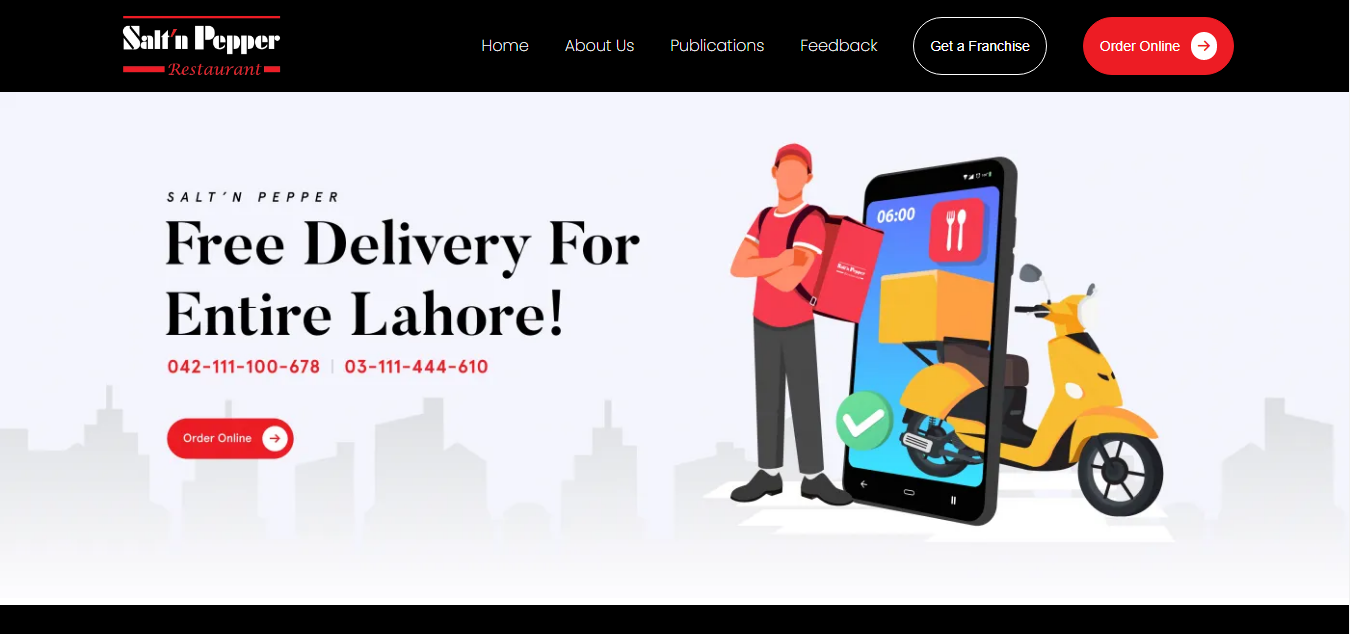 Salt'n Pepper
Restaurant
Home About Us Publications Feedback Get a Franchise Order Online
SALT'N PEPPER
Free Delivery For
Entire Lahore!
042-111-100-678 | 03-111-444-610
Order Online
06:00
Salt'n Pepper